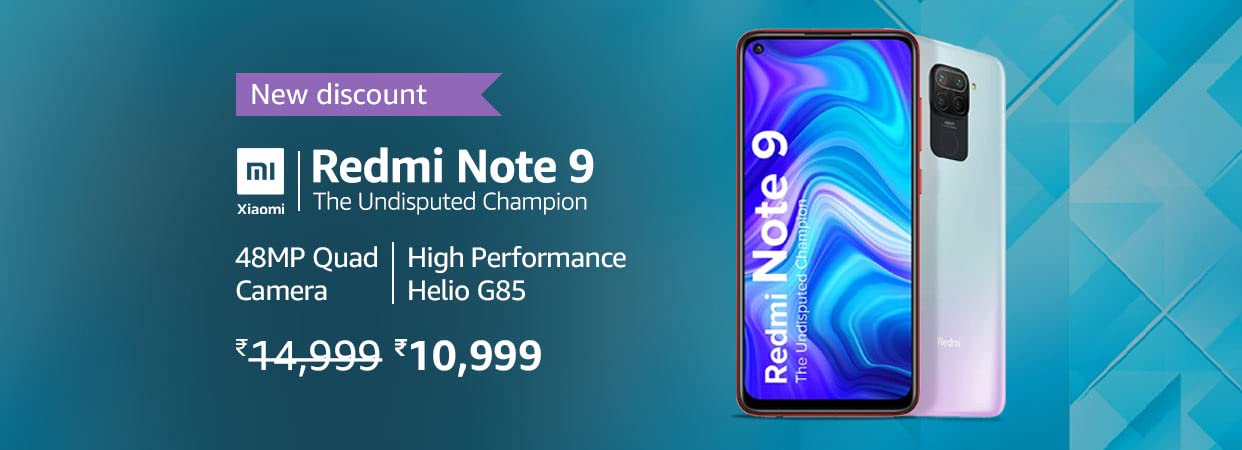 New discount
mi
Xiaomi
Redmi Note 9
The Undisputed Champion
48MP Quad
Camera
High Performance
Helio G85
₹14,999 ₹10,999
Redmi Note 9
The Undisputed Champion
Redmi